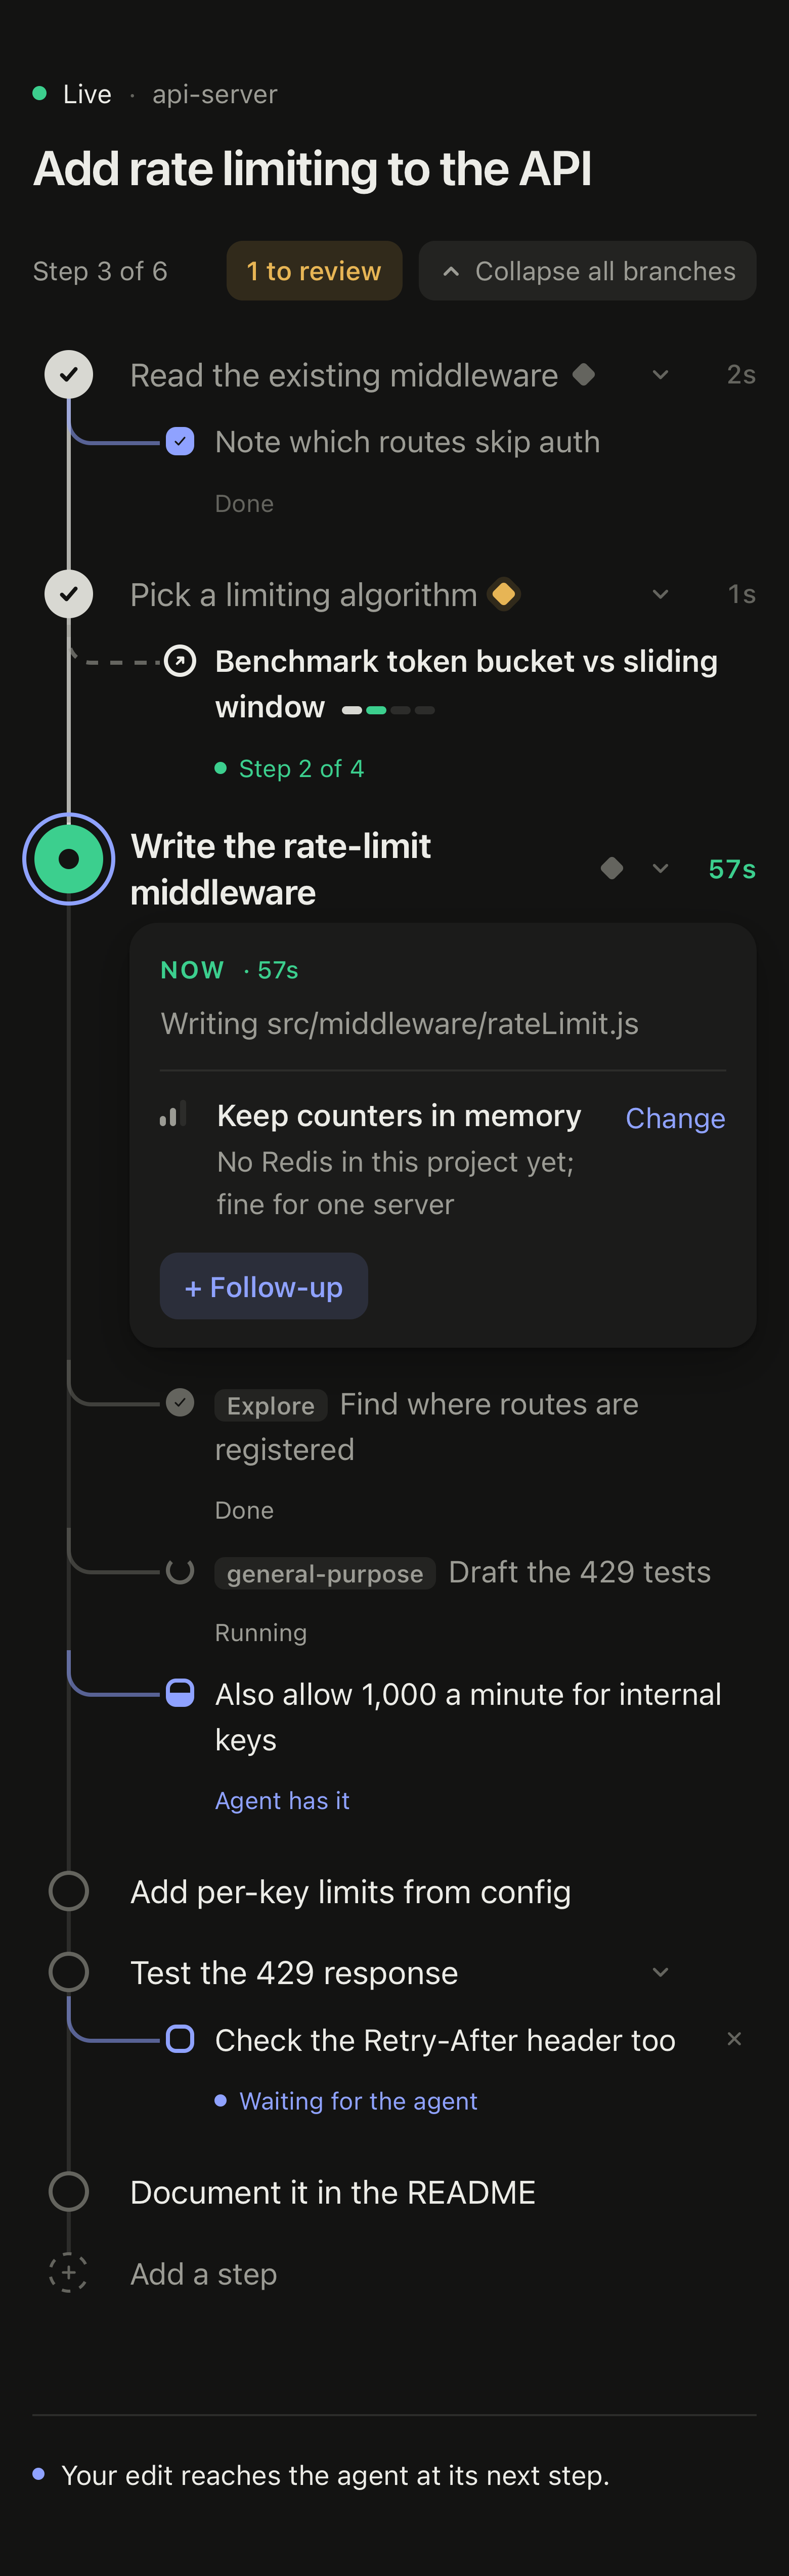 Live · api-server
Add rate limiting to the API
Step 3 of 6
1 to review
Collapse all branches
Read the existing middleware
2s
Note which routes skip auth
Done
Pick a limiting algorithm
1s
Benchmark token bucket vs sliding
window
Step 2 of 4
Write the rate-limit
middleware
57s
NOW · 57s
Writing src/middleware/rateLimit.js
Keep counters in memory
Change
No Redis in this project yet;
fine for one server
+ Follow-up
Explore Find where routes are
registered
Done
general-purpose Draft the 429 tests
Running
Also allow 1,000 a minute for internal
keys
Agent has it
Add per-key limits from config
Test the 429 response
Check the Retry-After header too
Waiting for the agent
Document it in the README
Add a step
Your edit reaches the agent at its next step.